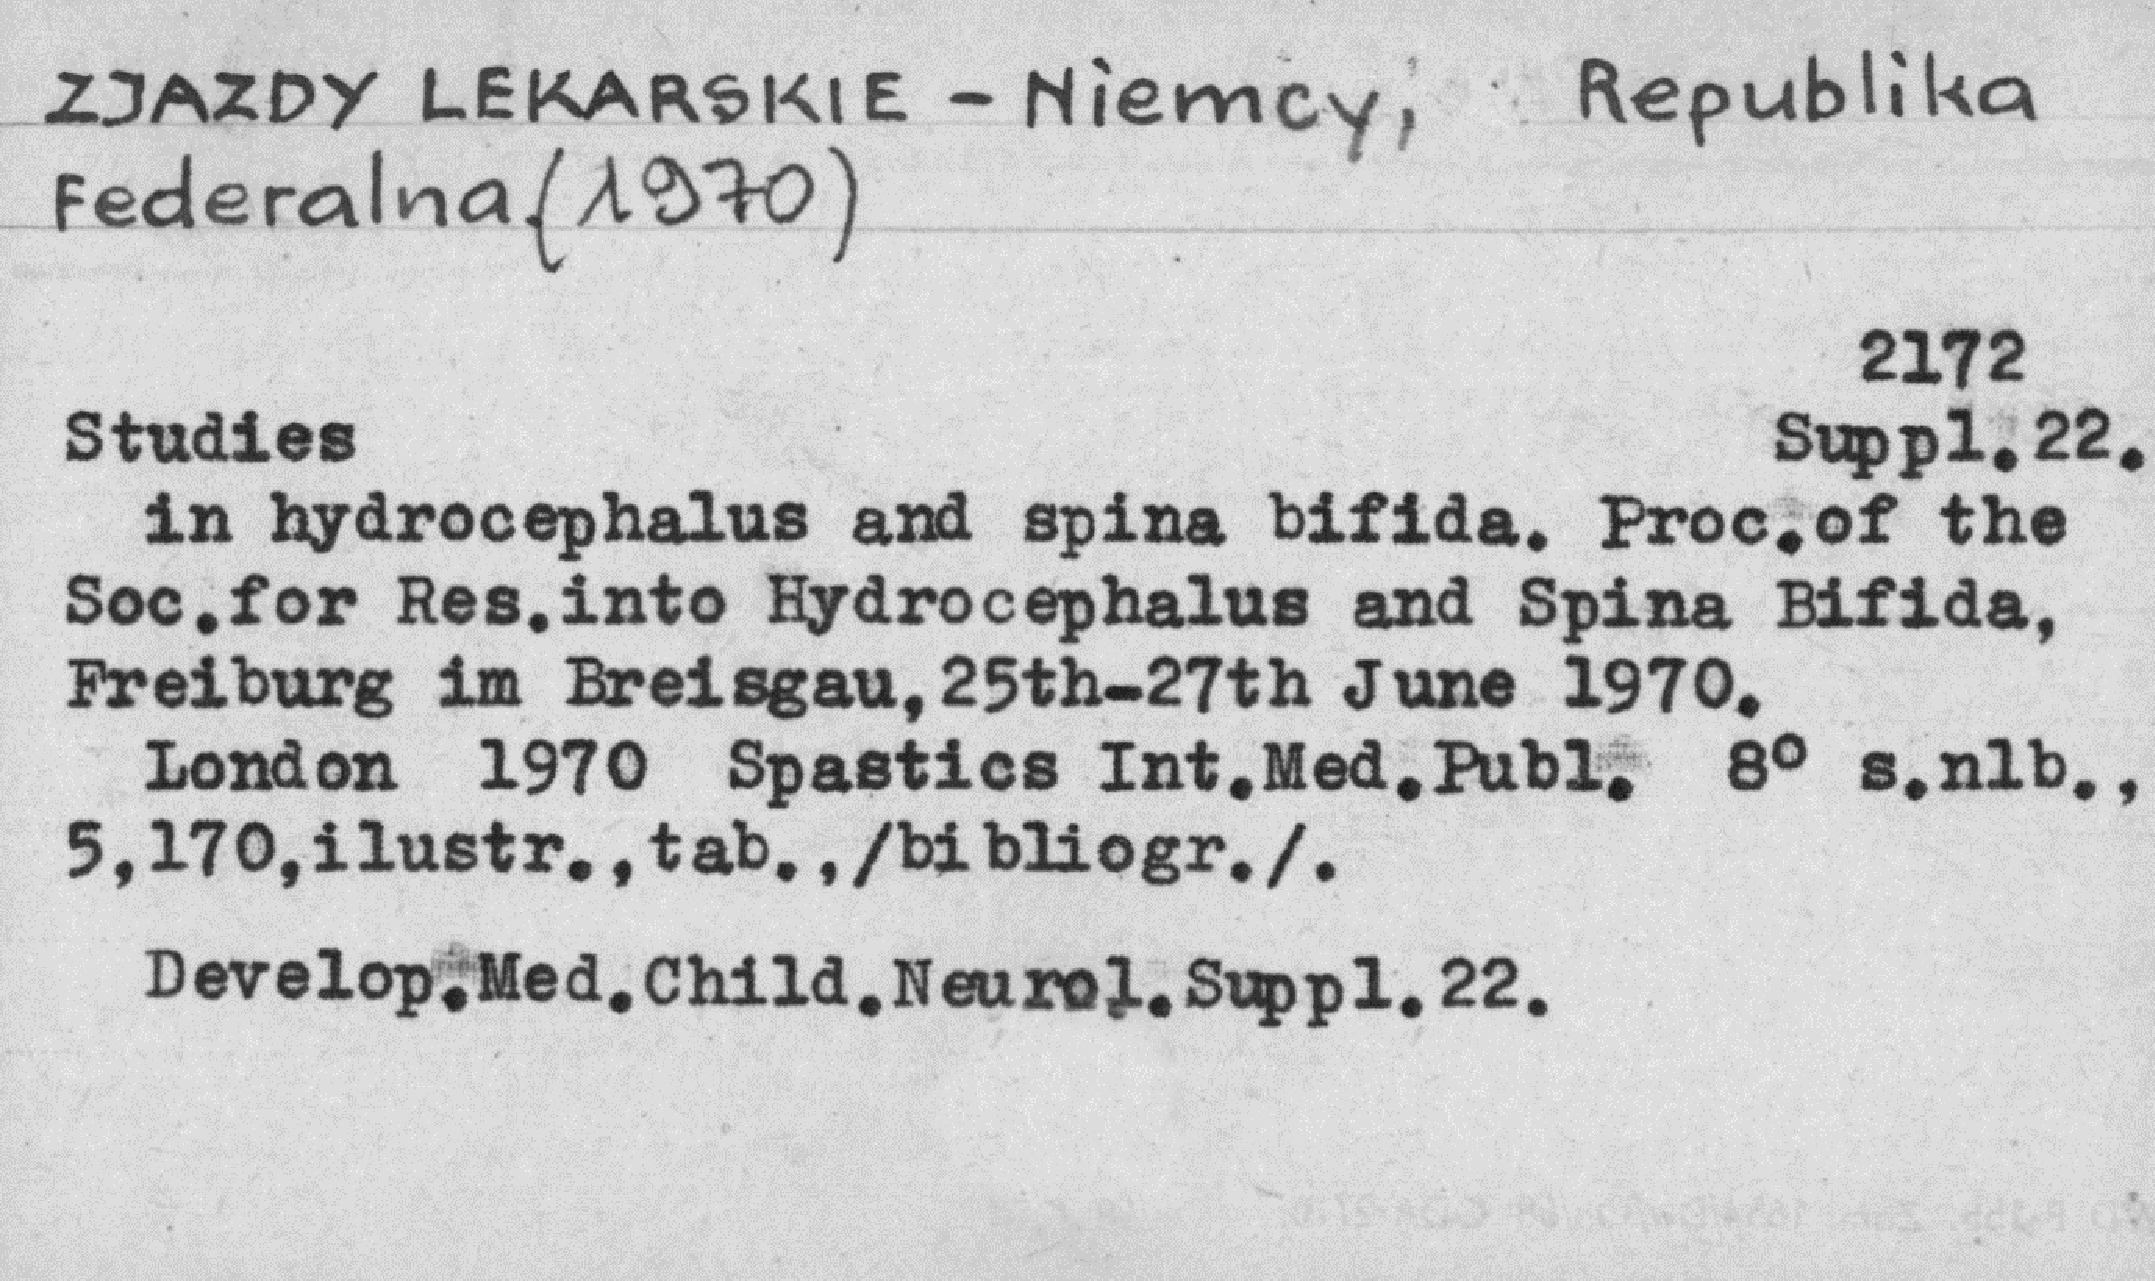 ZJAZDY LEKARSKIE - Niemcy, Republika
Federalna.(1970)
2172
Studies Suppl.22.
in hydrocephalus and spina bifida. Proc.of the
Soc.for Res.into Hydrocephalus and Spina Bifida,
Freiburg im Breisgau,25th-27th June 1970.
London 1970 Spastics Int.Med.Publ. 8° s.nlb.,
5,170,ilustr.,tab.,/bibliogr./.
Develop.Med.Child.Neurol.Suppl.22.